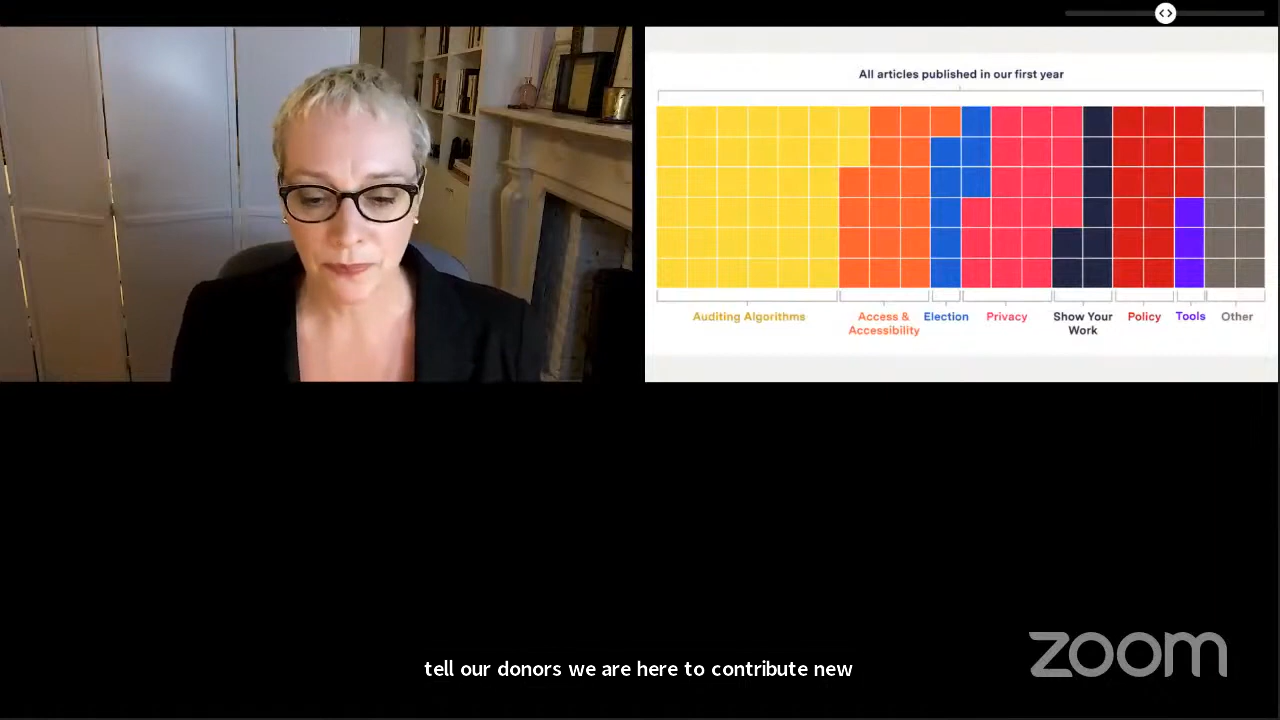 All articles published in our first year
Auditing Algorithms
Access &
Accessibility
Election
Privacy
Show Your
Work
Policy
Tools
Other
tell our donors we are here to contribute new
zoom